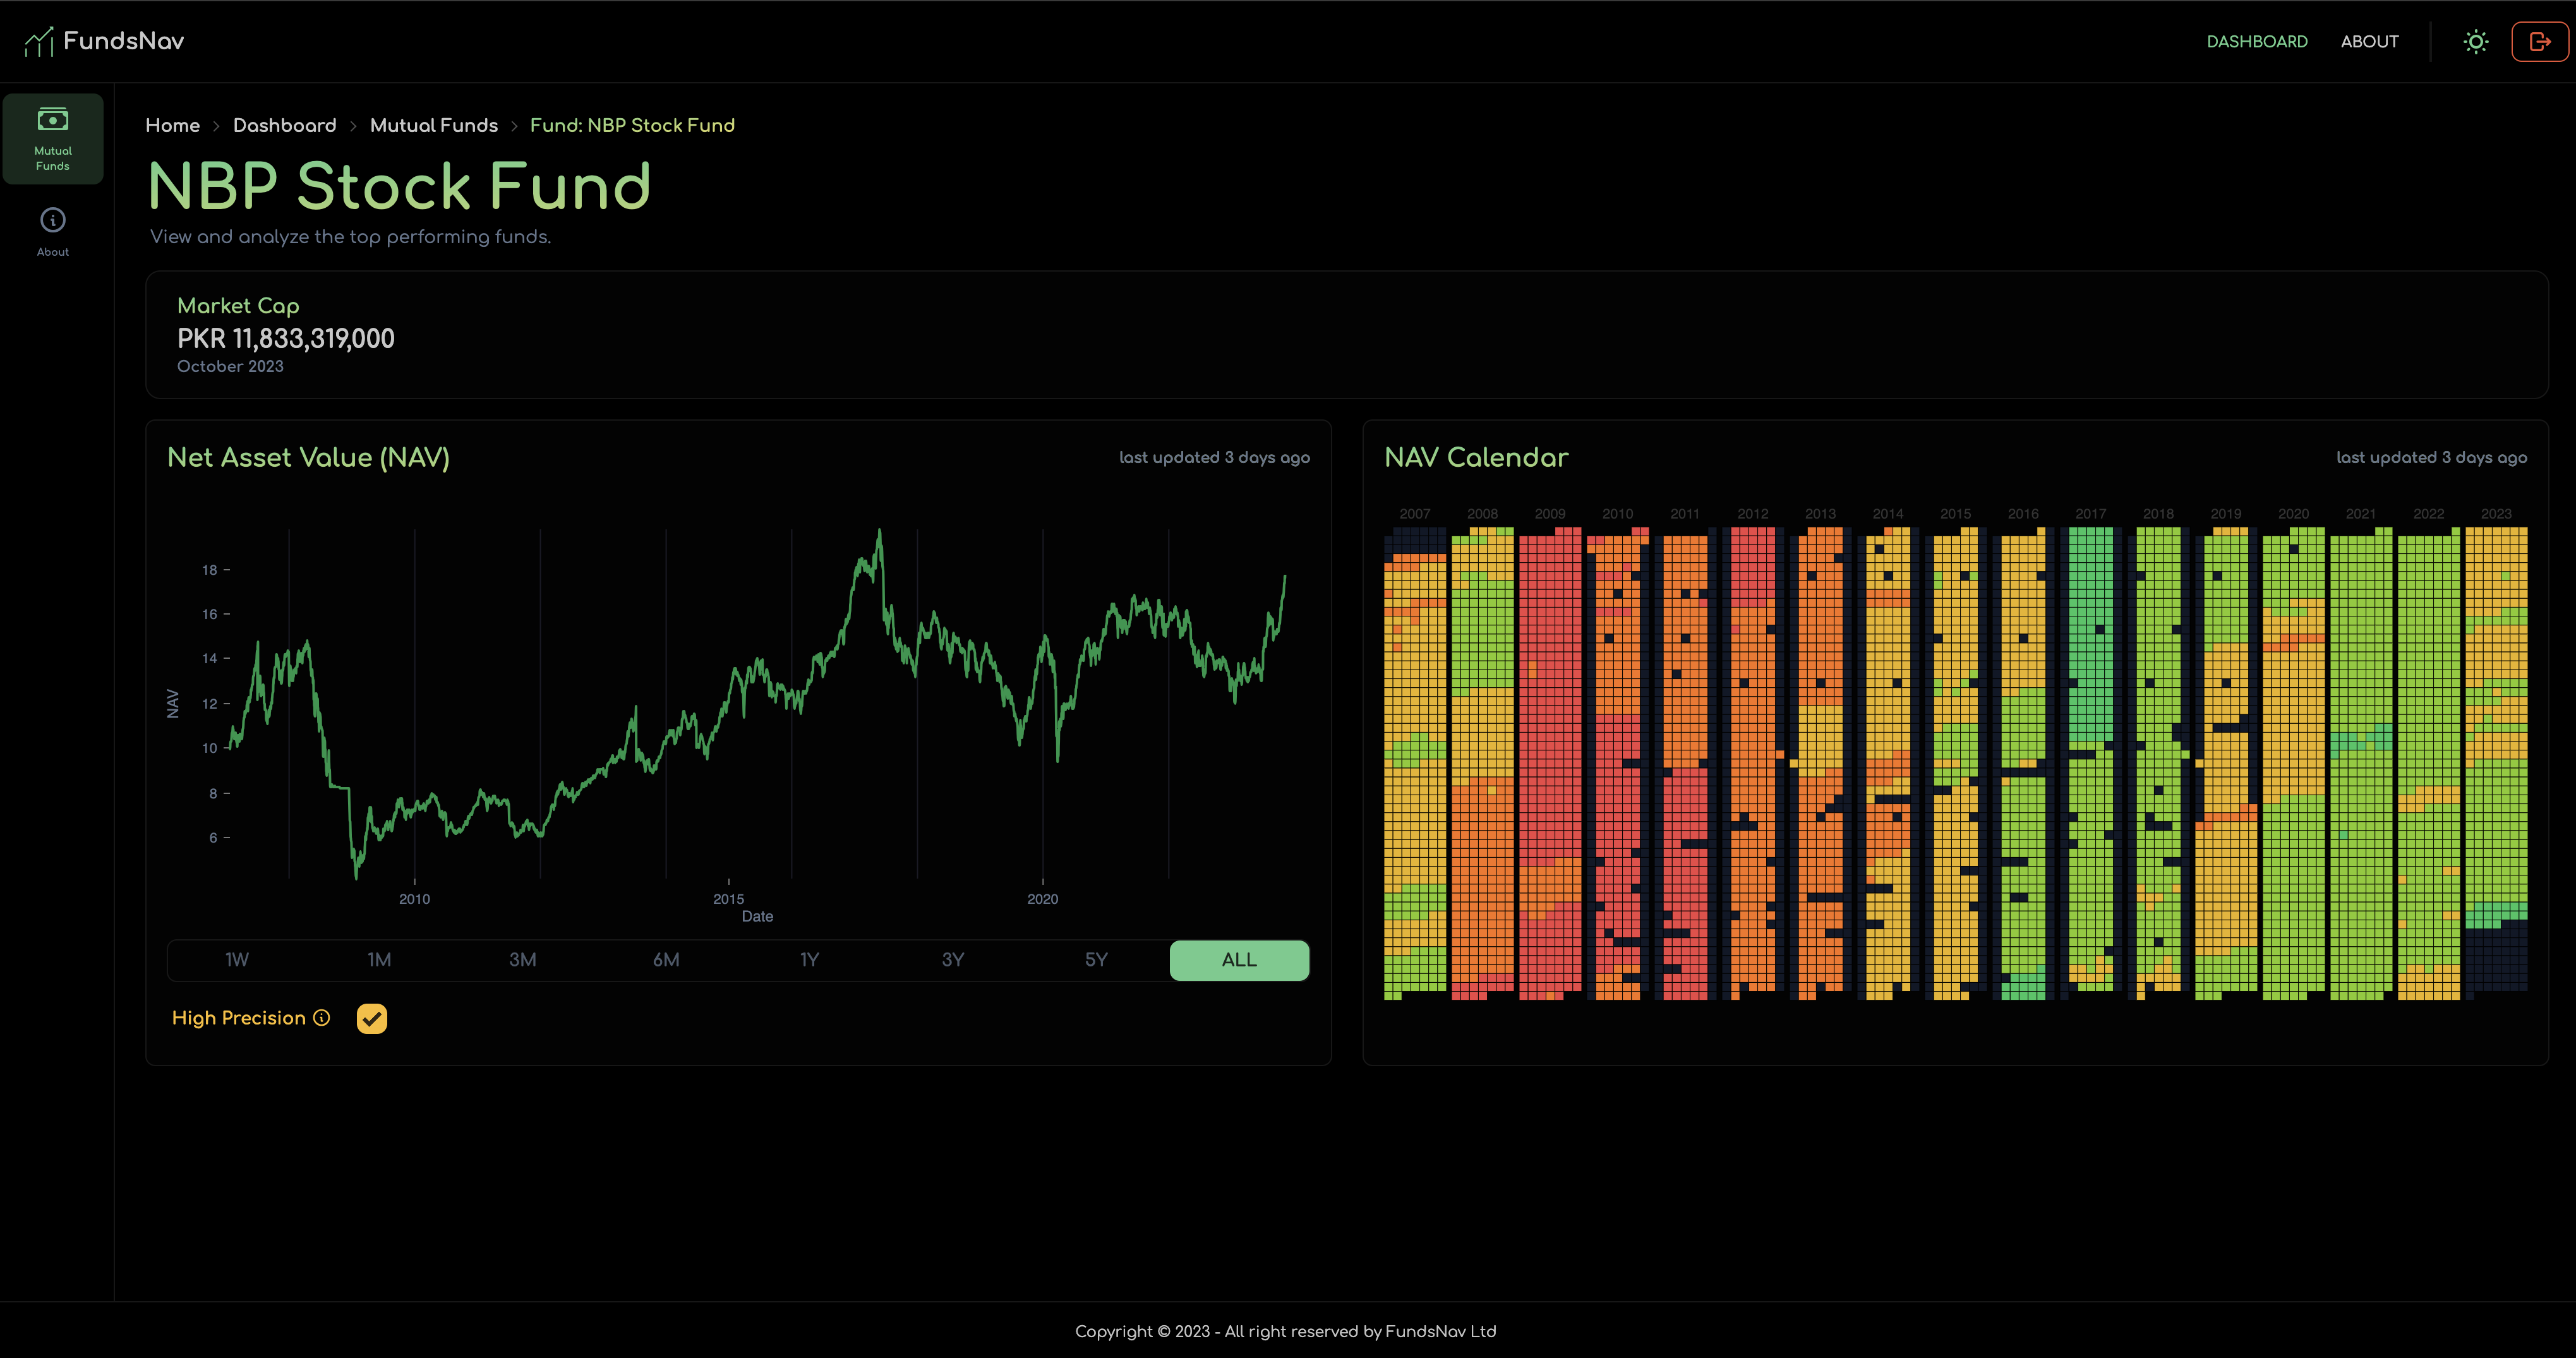 FundsNav
DASHBOARD
ABOUT
Mutual
Funds
About
Home > Dashboard > Mutual Funds > Fund: NBP Stock Fund
NBP Stock Fund
View and analyze the top performing funds.
Market Cap
PKR 11,833,319,000
October 2023
Net Asset Value (NAV)
last updated 3 days ago
NAV
18
16
14
12
10
8
6
2010 2015 2020
Date
1W 1M 3M 6M 1Y 3Y 5Y ALL
High Precision
NAV Calendar
last updated 3 days ago
2007 2008 2009 2010 2011 2012 2013 2014 2015 2016 2017 2018 2019 2020 2021 2022 2023
Copyright © 2023 - All right reserved by FundsNav Ltd